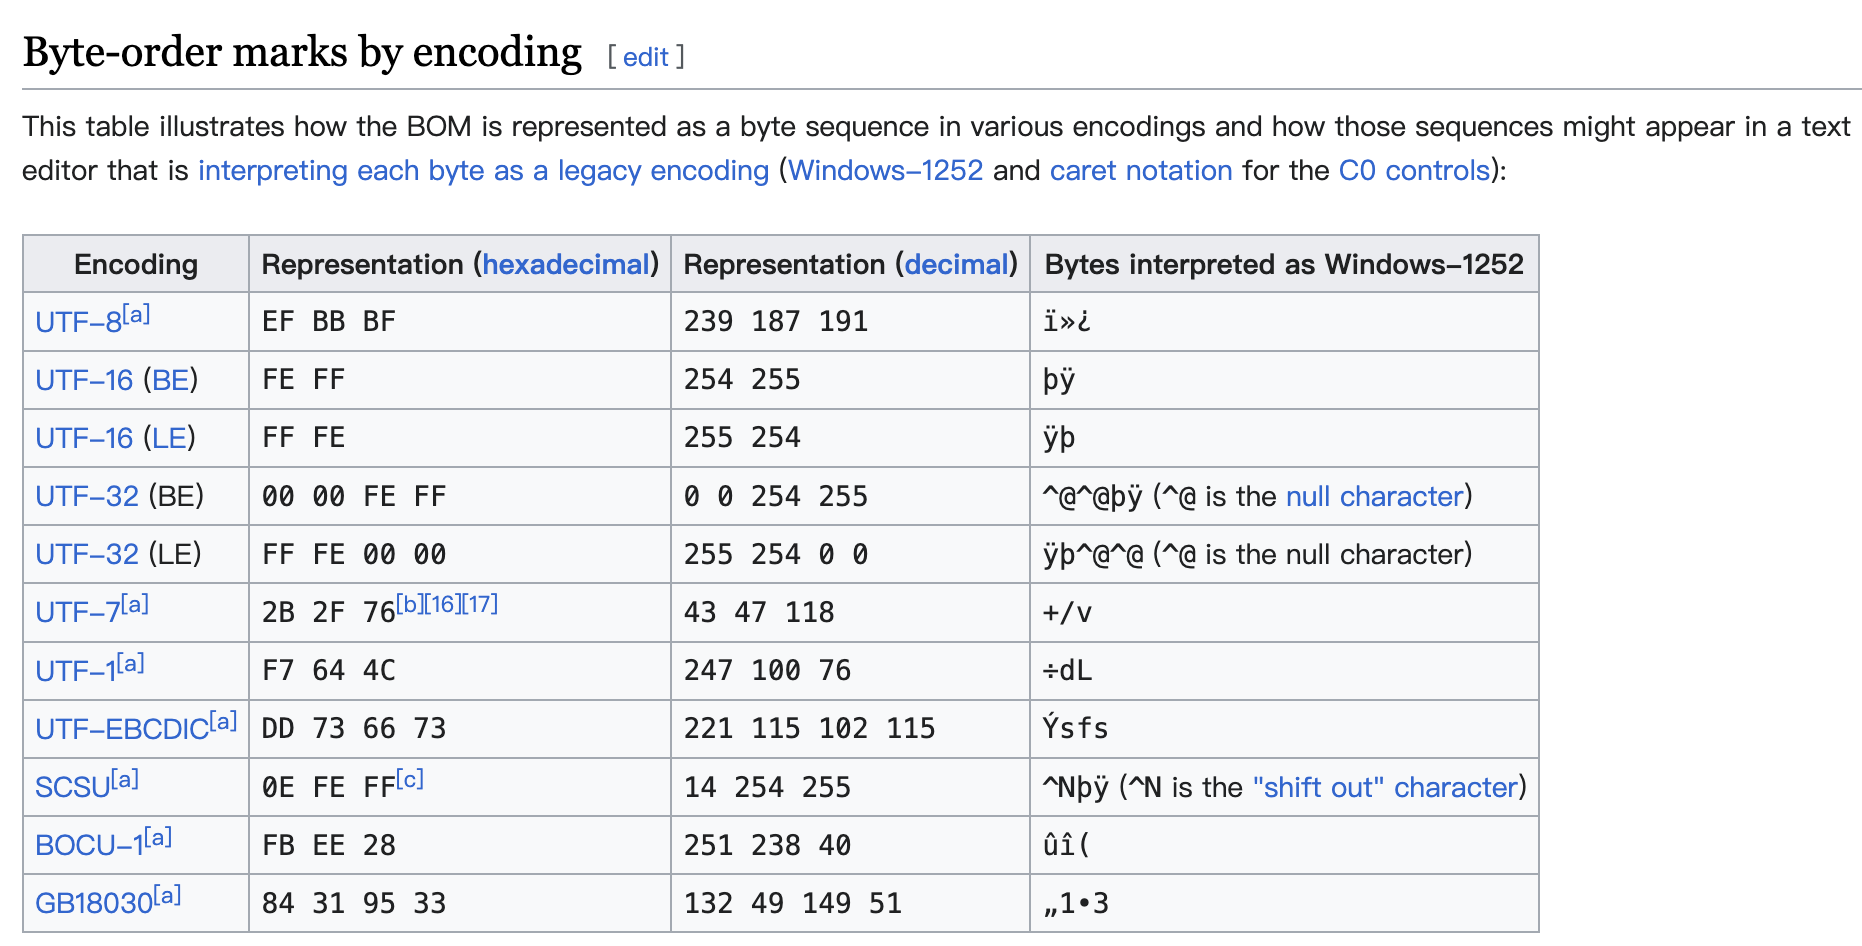 Byte-order marks by encoding [ edit ]
This table illustrates how the BOM is represented as a byte sequence in various encodings and how those sequences might appear in a text
editor that is interpreting each byte as a legacy encoding (Windows-1252 and caret notation for the C0 controls):
Encoding Representation (hexadecimal) Representation (decimal) Bytes interpreted as Windows-1252
UTF-8[a] EF BB BF 239 187 191 ï»¿
UTF-16 (BE) FE FF 254 255 þÿ
UTF-16 (LE) FF FE 255 254 ÿþ
UTF-32 (BE) 00 00 FE FF 0 0 254 255 ^@^@þÿ (^@ is the null character)
UTF-32 (LE) FF FE 00 00 255 254 0 0 ÿþ^@^@ (^@ is the null character)
UTF-7[a] 2B 2F 76[b][16][17] 43 47 118 +/v
UTF-1[a] F7 64 4C 247 100 76 ÷dL
UTF-EBCDIC[a] DD 73 66 73 221 115 102 115 Ýsfs
SCSU[a] 0E FE FF[c] 14 254 255 ^Nþÿ (^N is the "shift out" character)
BOCU-1[a] FB EE 28 251 238 40 ûî(
GB18030[a] 84 31 95 33 132 49 149 51 „1•3